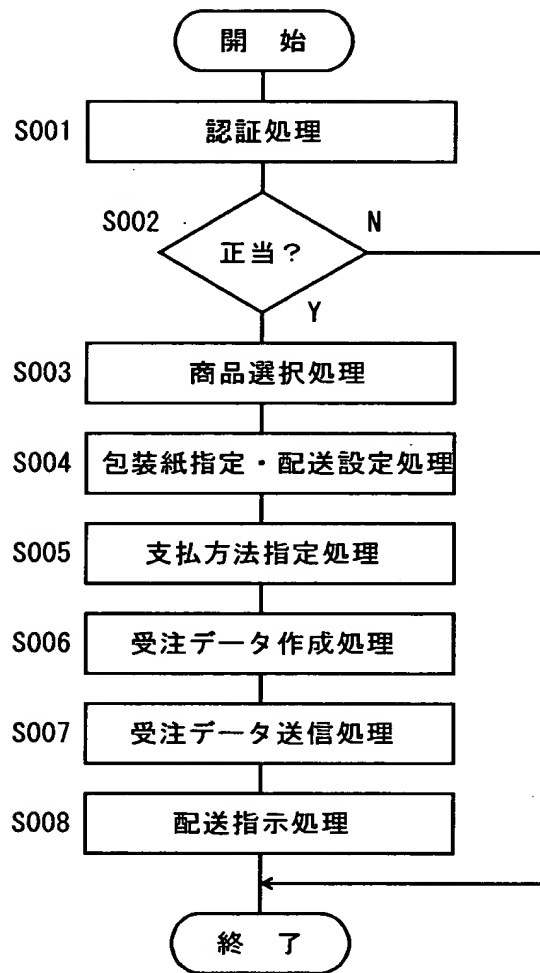 開 始
S001 認証処理
S002 正当? N
Y
S003 商品選択処理
S004 包装紙指定・配送設定処理
S005 支払方法指定処理
S006 受注データ作成処理
S007 受注データ送信処理
S008 配送指示処理
終 了